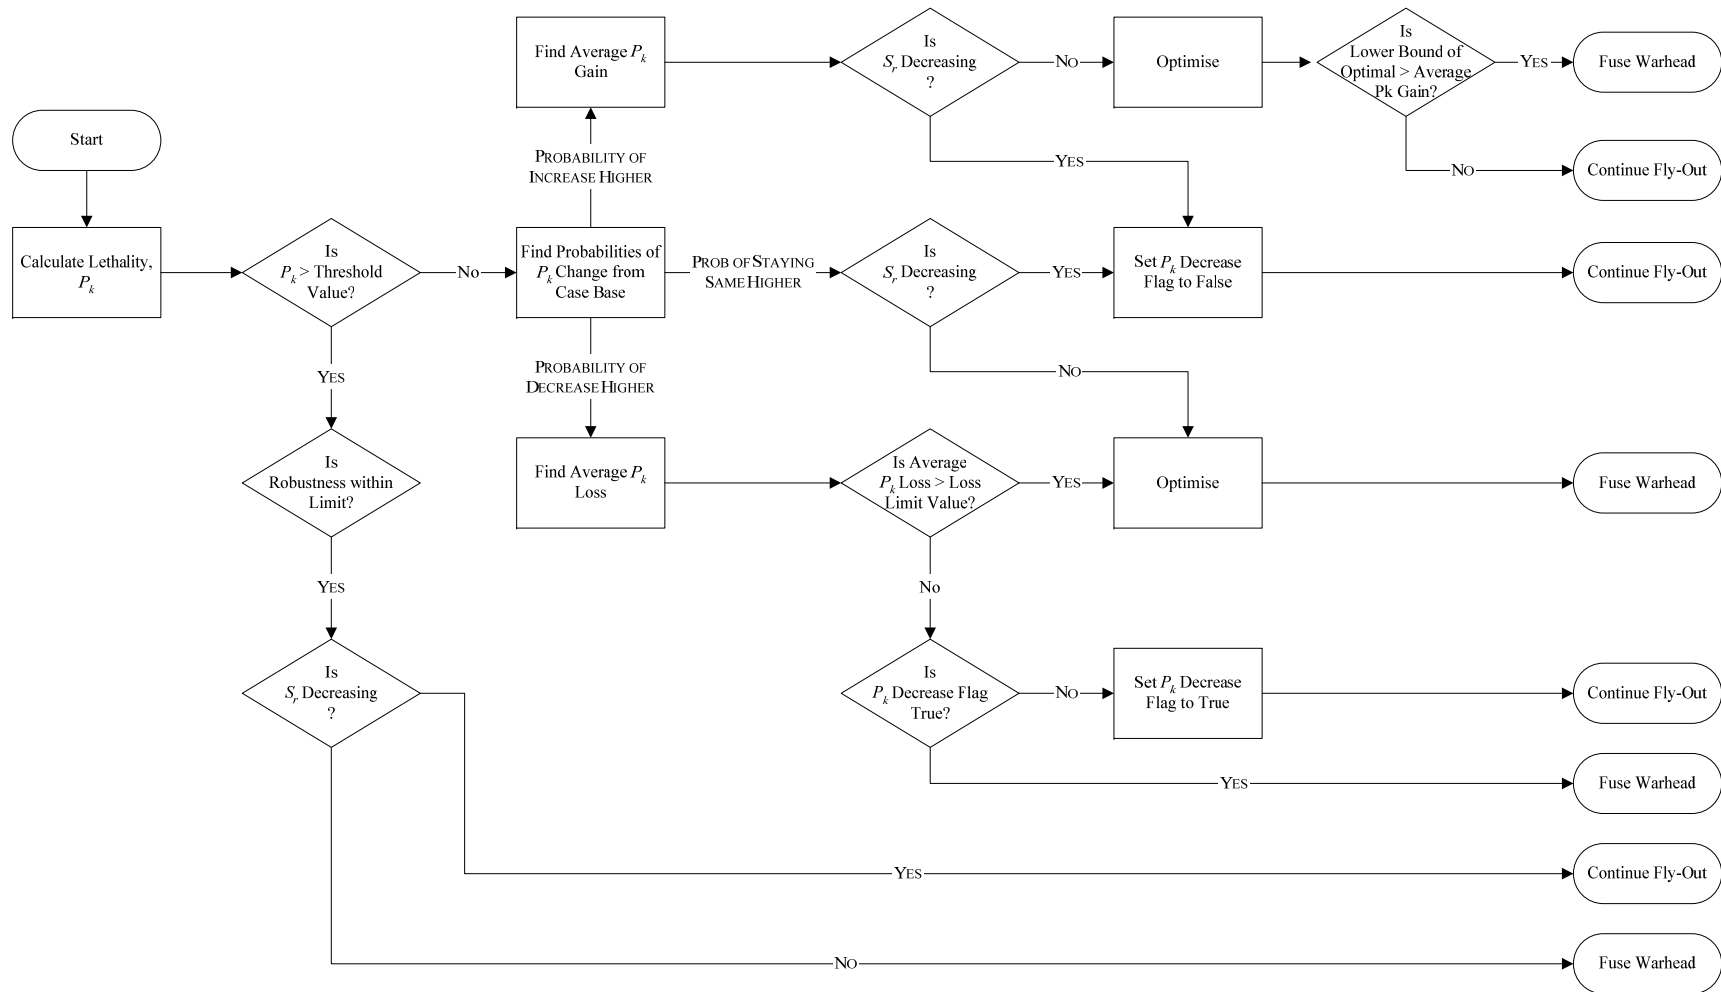 Start
Calculate Lethality,
Pk
Is
Pk > Threshold
Value?
No
YES
Is
Robustness within
Limit?
YES
Is
Sr Decreasing
?
Find Probabilities of
Pk Change from
Case Base
PROBABILITY OF
INCREASE HIGHER
Find Average Pk
Gain
Is
Sr Decreasing
?
NO
Optimise
Is
Lower Bound of
Optimal > Average
Pk Gain?
YES
Fuse Warhead
NO
Continue Fly-Out
YES
PROB OF STAYING
SAME HIGHER
Is
Sr Decreasing
?
YES
Set Pk Decrease
Flag to False
Continue Fly-Out
NO
PROBABILITY OF
DECREASE HIGHER
Find Average Pk
Loss
Is Average
Pk Loss > Loss
Limit Value?
YES
Optimise
Fuse Warhead
No
Is
Pk Decrease Flag
True?
NO
Set Pk Decrease
Flag to True
Continue Fly-Out
YES
Fuse Warhead
YES
Continue Fly-Out
NO
Fuse Warhead